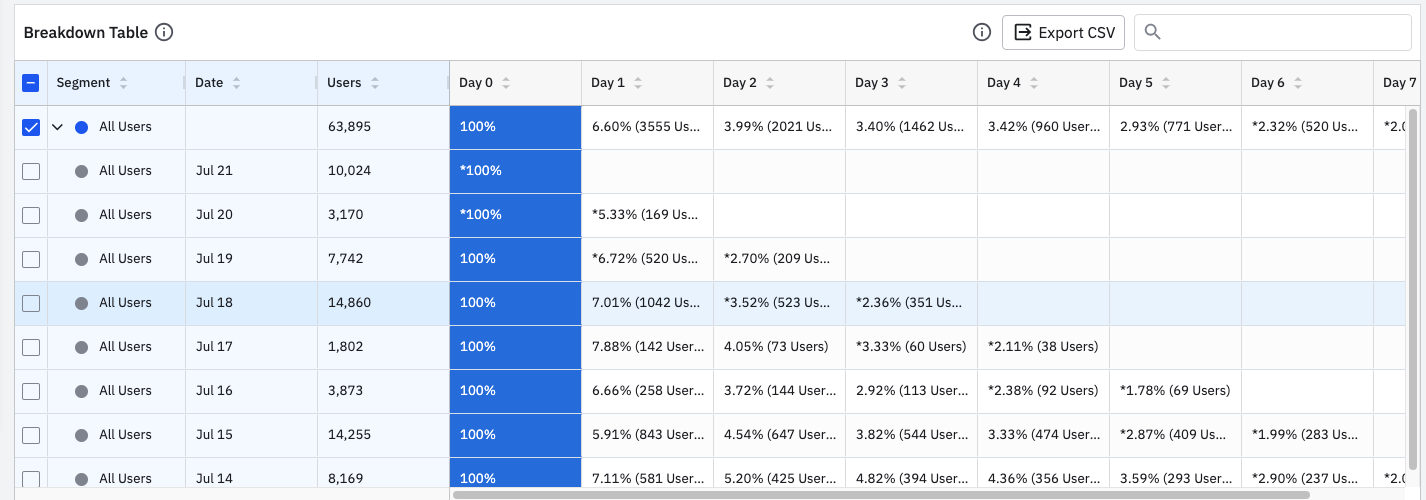 Breakdown Table
Export CSV
Segment Date Users Day 0 Day 1 Day 2 Day 3 Day 4 Day 5 Day 6 Day 7
All Users 63,895 100% 6.60% (3555 Us... 3.99% (2021 Us... 3.40% (1462 Us... 3.42% (960 User... 2.93% (771 User... *2.32% (520 Us... *2.0
All Users Jul 21 10,024 *100%
All Users Jul 20 3,170 *100% *5.33% (169 Us...
All Users Jul 19 7,742 100% *6.72% (520 Us... *2.70% (209 Us...
All Users Jul 18 14,860 100% 7.01% (1042 Us... *3.52% (523 Us... *2.36% (351 Us...
All Users Jul 17 1,802 100% 7.88% (142 User... 4.05% (73 Users) *3.33% (60 Users) *2.11% (38 Users)
All Users Jul 16 3,873 100% 6.66% (258 User... 3.72% (144 User... 2.92% (113 User... *2.38% (92 Users) *1.78% (69 Users)
All Users Jul 15 14,255 100% 5.91% (843 User... 4.54% (647 User... 3.82% (544 User... 3.33% (474 User... *2.87% (409 Us... *1.99% (283 Us...
All Users Jul 14 8,169 100% 7.11% (581 User... 5.20% (425 User... 4.82% (394 User... 4.36% (356 User... 3.59% (293 User... *2.90% (237 Us... *2.0